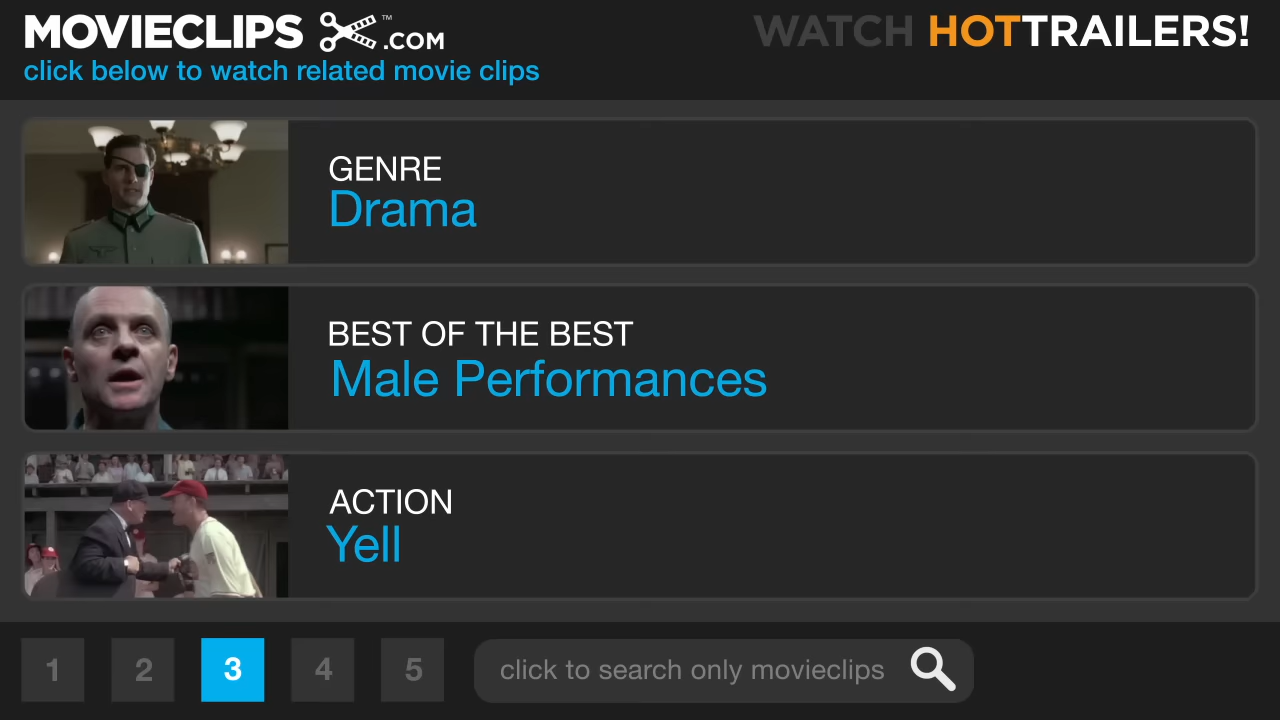 MOVIECLIPS ™ .COM
WATCH HOTTRAILERS!
click below to watch related movie clips
GENRE
Drama
BEST OF THE BEST
Male Performances
ACTION
Yell
1 2 3 4 5 click to search only movieclips